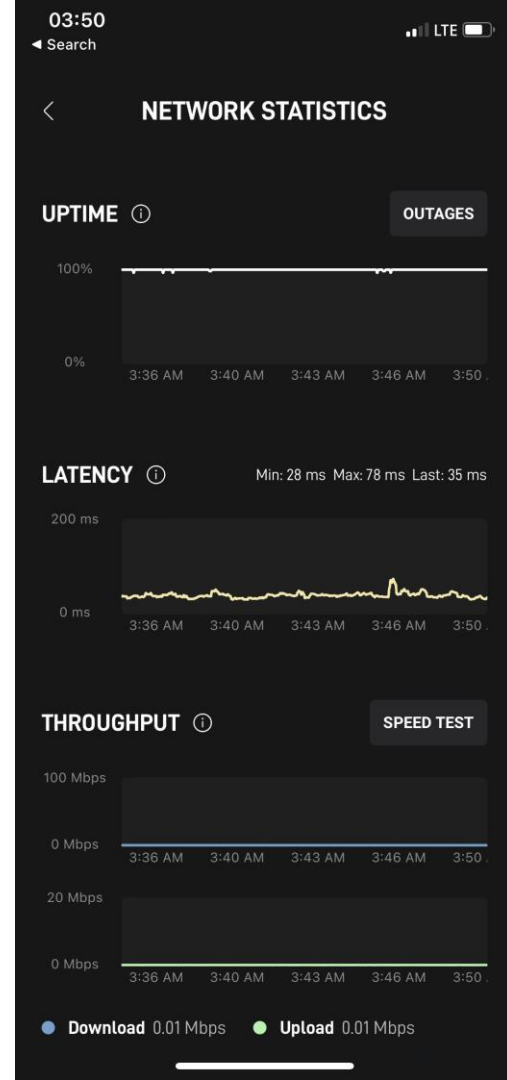 03:50
◀ Search
LTE
NETWORK STATISTICS
UPTIME
OUTAGES
100%
0%
3:36 AM 3:40 AM 3:43 AM 3:46 AM 3:50
LATENCY
Min: 28 ms Max: 78 ms Last: 35 ms
200 ms
0 ms
3:36 AM 3:40 AM 3:43 AM 3:46 AM 3:50
THROUGHPUT
SPEED TEST
100 Mbps
0 Mbps
3:36 AM 3:40 AM 3:43 AM 3:46 AM 3:50
20 Mbps
0 Mbps
3:36 AM 3:40 AM 3:43 AM 3:46 AM 3:50
Download 0.01 Mbps Upload 0.01 Mbps